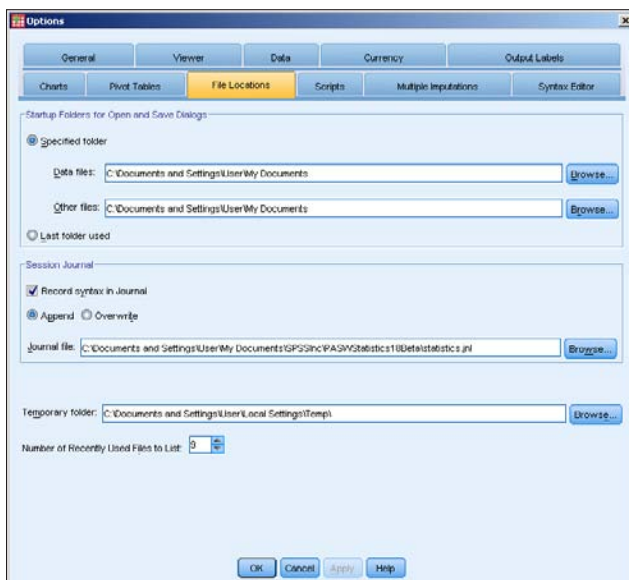 Options
General Viewer Data Currency Output Labels
Charts Pivot Tables File Locations Scripts Multiple Imputations Syntax Editor
Startup Folders for Open and Save Dialogs
Specified folder
Data files: C:\Documents and Settings\User\My Documents Browse...
Other files: C:\Documents and Settings\User\My Documents Browse...
Last folder used
Session Journal
Record syntax in Journal
Append Overwrite
Journal file: C:\Documents and Settings\User\My Documents\SPSSInc\PASWStatistics18Beta\statistics.jnl Browse...
Temporary folder: C:\Documents and Settings\User\Local Settings\Temp\ Browse...
Number of Recently Used Files to List: 9
OK Cancel Apply Help